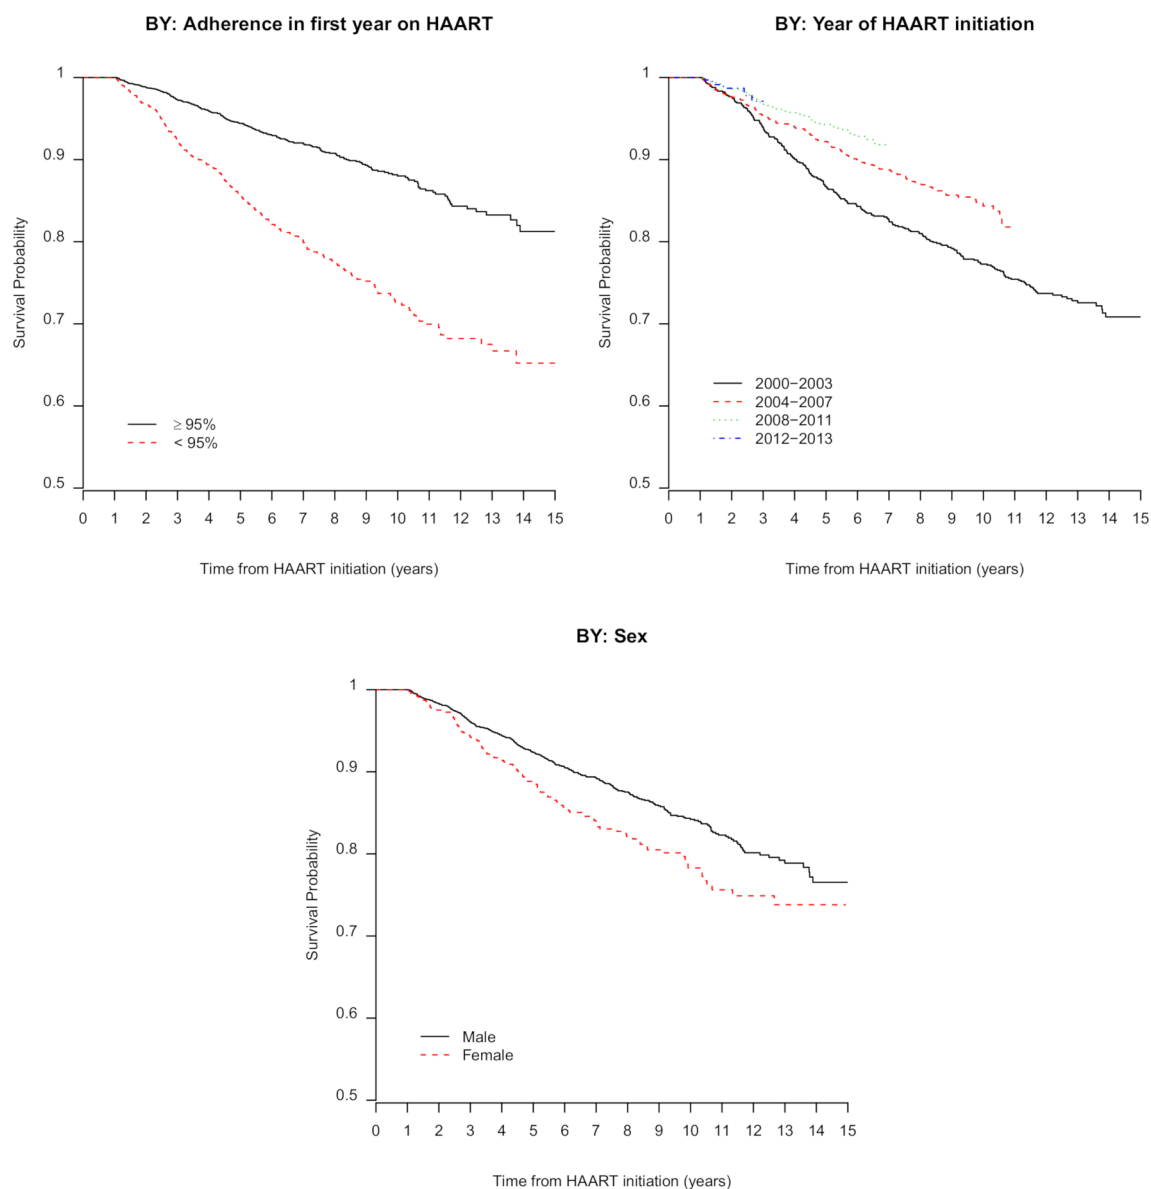 BY: Adherence in first year on HAART
Survival Probability
1
0.9
0.8
0.7
0.6
0.5
≥ 95%
< 95%
0 1 2 3 4 5 6 7 8 9 10 11 12 13 14 15
Time from HAART initiation (years)
BY: Year of HAART initiation
Survival Probability
1
0.9
0.8
0.7
0.6
0.5
2000−2003
2004−2007
2008−2011
2012−2013
0 1 2 3 4 5 6 7 8 9 10 11 12 13 14 15
Time from HAART initiation (years)
BY: Sex
Survival Probability
1
0.9
0.8
0.7
0.6
0.5
Male
Female
0 1 2 3 4 5 6 7 8 9 10 11 12 13 14 15
Time from HAART initiation (years)